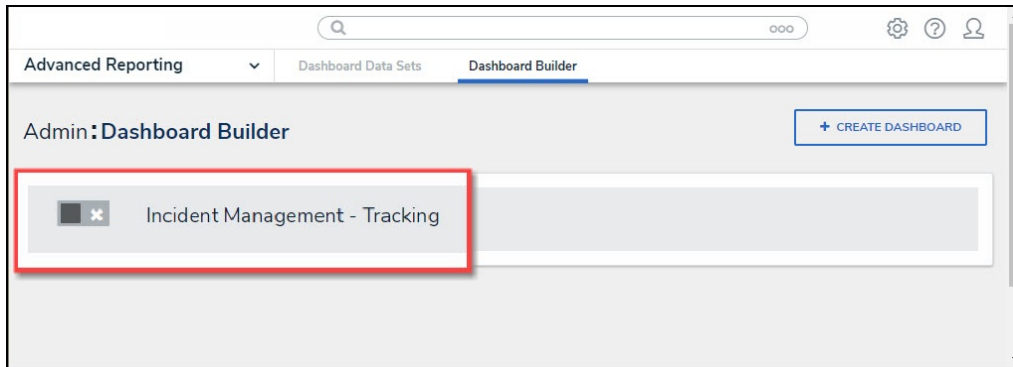 ooo
Advanced Reporting Dashboard Data Sets Dashboard Builder
Admin:Dashboard Builder
+ CREATE DASHBOARD
Incident Management - Tracking